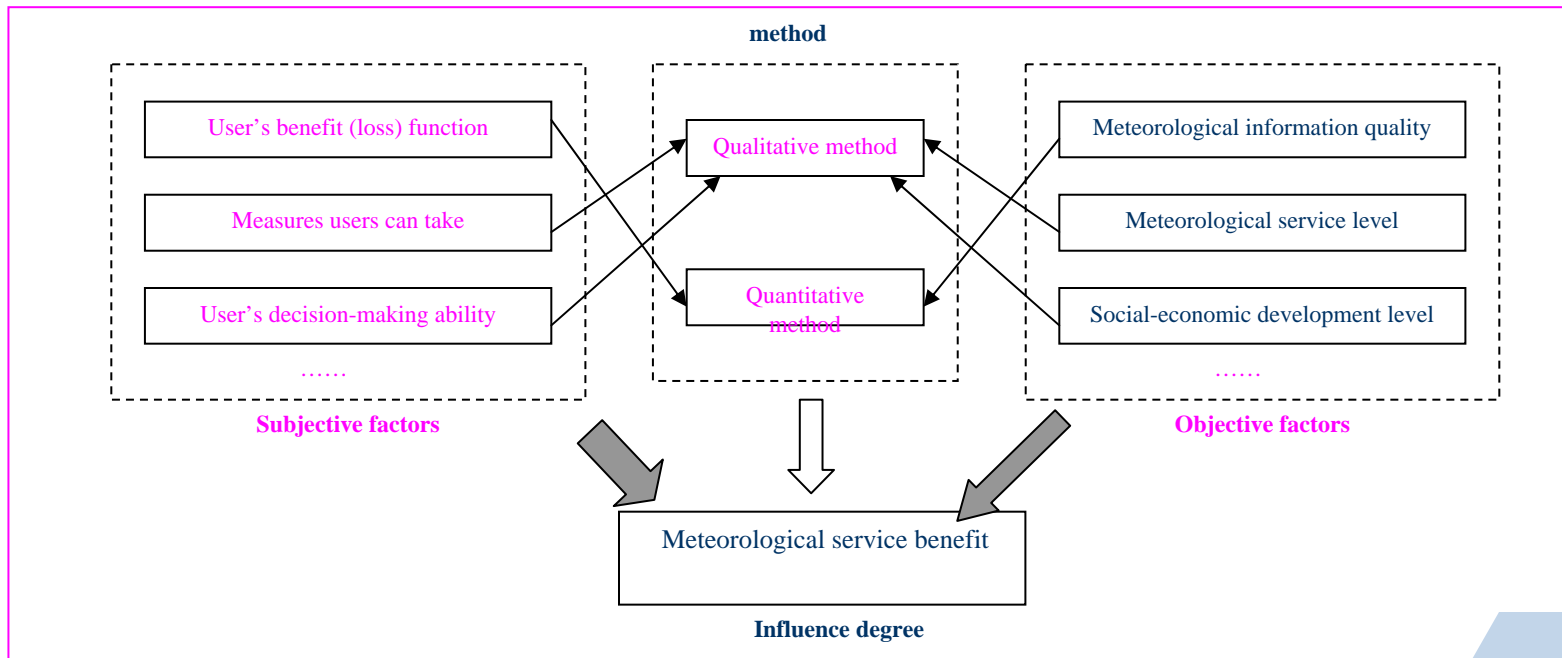 method
User's benefit (loss) function
Measures users can take
User's decision-making ability
……
Subjective factors
Qualitative method
Quantitative
method
Meteorological information quality
Meteorological service level
Social-economic development level
……
Objective factors
Meteorological service benefit
Influence degree